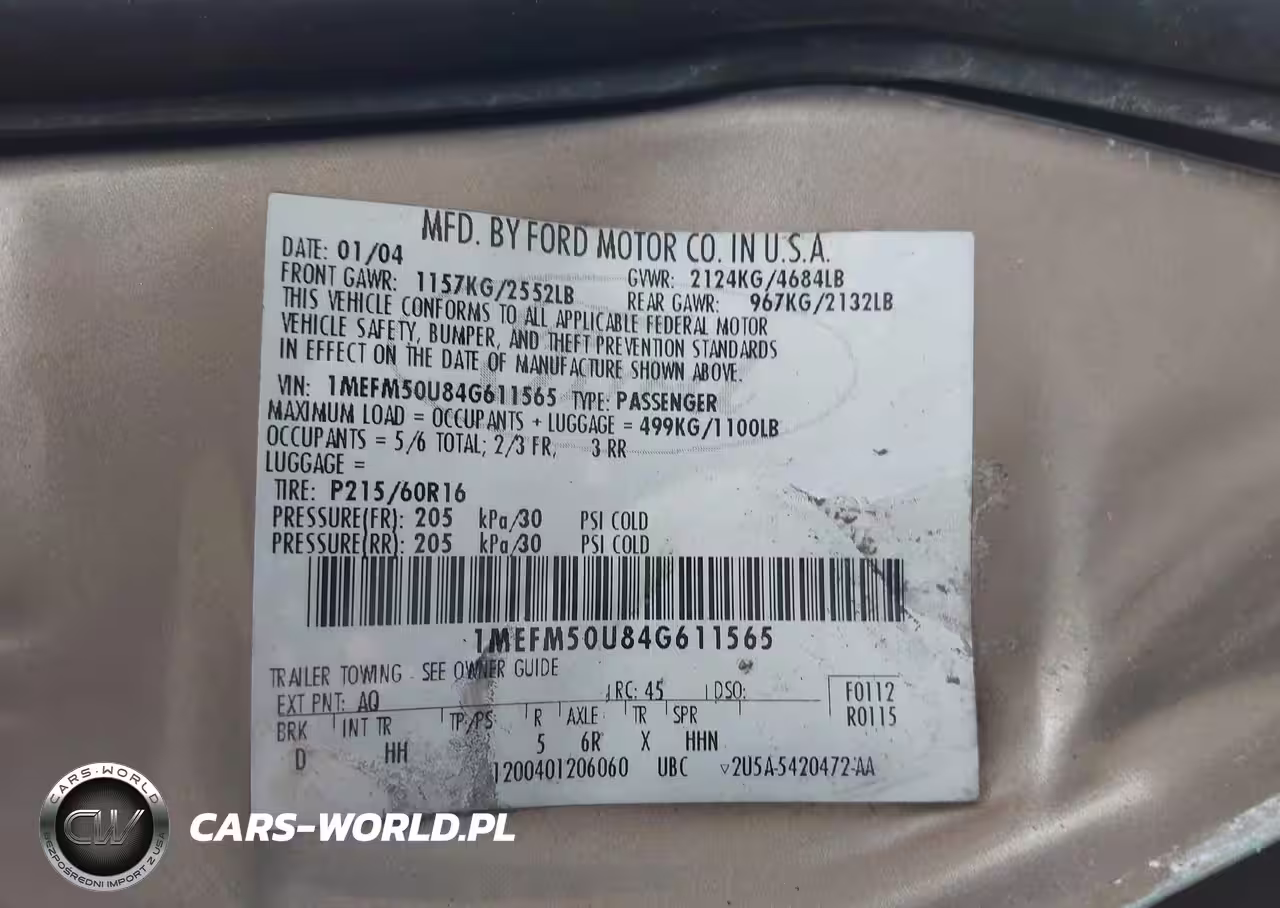 MFD. BY FORD MOTOR CO. IN U.S.A.
DATE: 01/04
FRONT GAWR: 1157KG/2552LB
GVWR: 2124KG/4684LB
REAR GAWR: 967KG/2132LB
THIS VEHICLE CONFORMS TO ALL APPLICABLE FEDERAL MOTOR
VEHICLE SAFETY, BUMPER, AND THEFT PREVENTION STANDARDS
IN EFFECT ON THE DATE OF MANUFACTURE SHOWN ABOVE.
VIN: 1MEFM50U84G611565 TYPE: PASSENGER
MAXIMUM LOAD = OCCUPANTS + LUGGAGE = 499KG/1100LB
OCCUPANTS = 5/6 TOTAL; 2/3 FR, 3 RR
LUGGAGE =
TIRE: P215/60R16
PRESSURE(FR): 205 kPa/30 PSI COLD
PRESSURE(RR): 205 kPa/30 PSI COLD
1MEFM50U84G611565
TRAILER TOWING - SEE OWNER GUIDE
EXT PNT: AQ RC: 45 DSO: F0112
R0115
BRK INT TR TP/PS R AXLE TR SPR
D HH 5 6R X HHN
1200401206060 UBC ▽2U5A-5420472-AA
CARS-WORLD
CW
BEZPOŚREDNI IMPORT Z USA
CARS-WORLD.PL